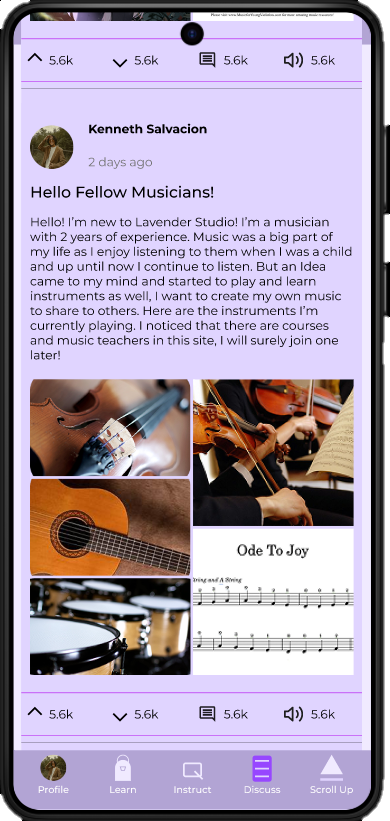 5.6k 5.6k 5.6k 5.6k
Kenneth Salvacion
2 days ago
Hello Fellow Musicians!
Hello! I'm new to Lavender Studio! I'm a musician
with 2 years of experience. Music was a big part of
my life as I enjoy listening to them when I was a child
and up until now I continue to listen. But an Idea
came to my mind and started to play and learn
instruments as well, I want to create my own music
to share to others. Here are the instruments I'm
currently playing. I noticed that there are courses
and music teachers in this site, I will surely join one
later!
Ode To Joy
String and A String
5.6k 5.6k 5.6k 5.6k
Profile Learn Instruct Discuss Scroll Up